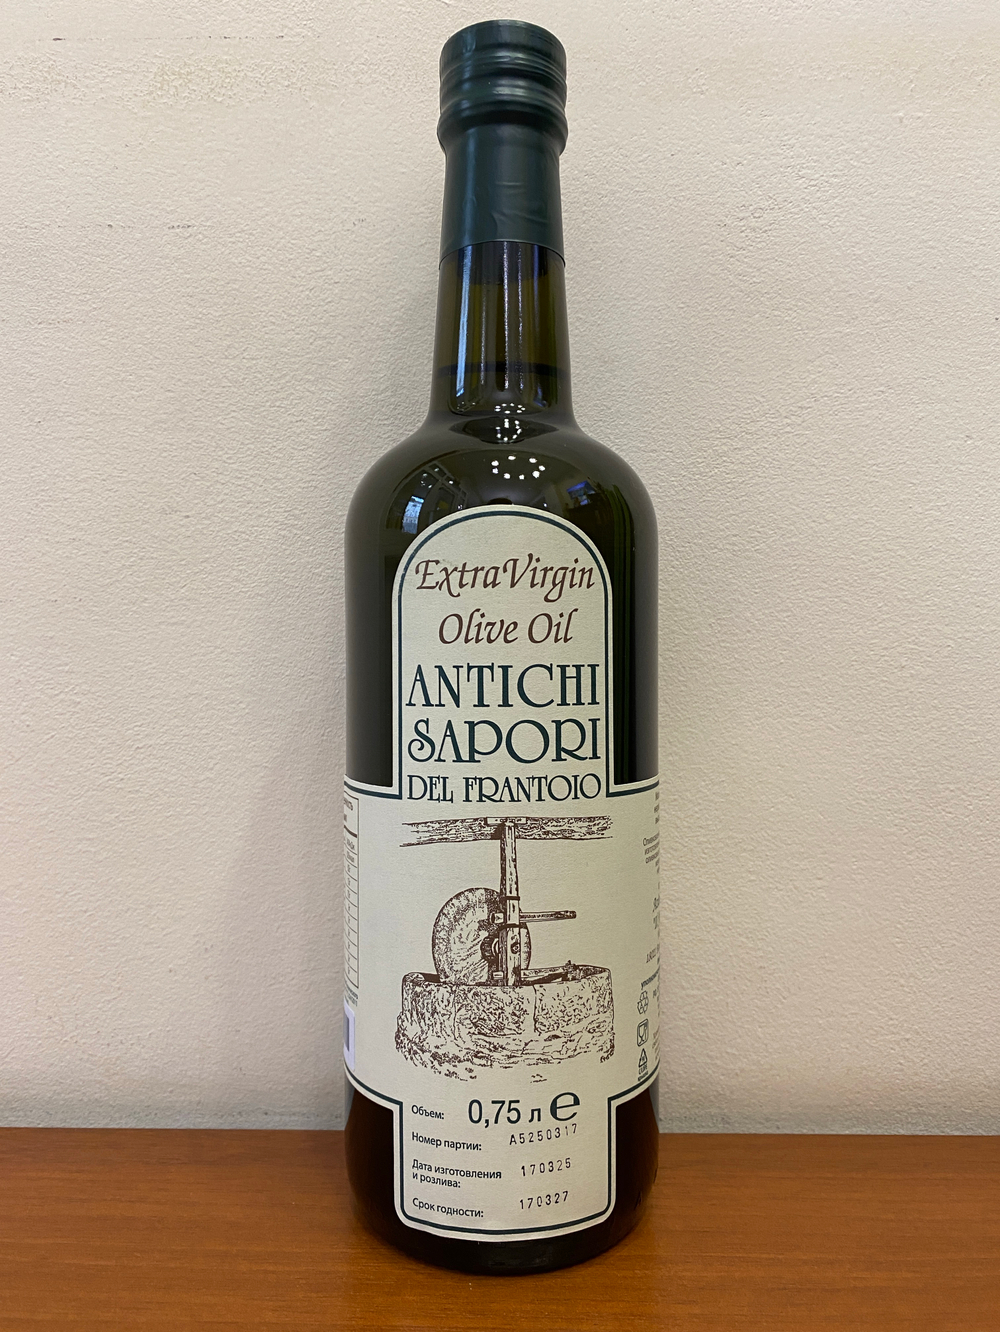 Extra Virgin
Olive Oil
ANTICHI
SAPORI
DEL FRANTOIO
Объем: 0,75 л e
Номер партии: A5250317
Дата изготовления
и розлива: 170325
Срок годности: 170327